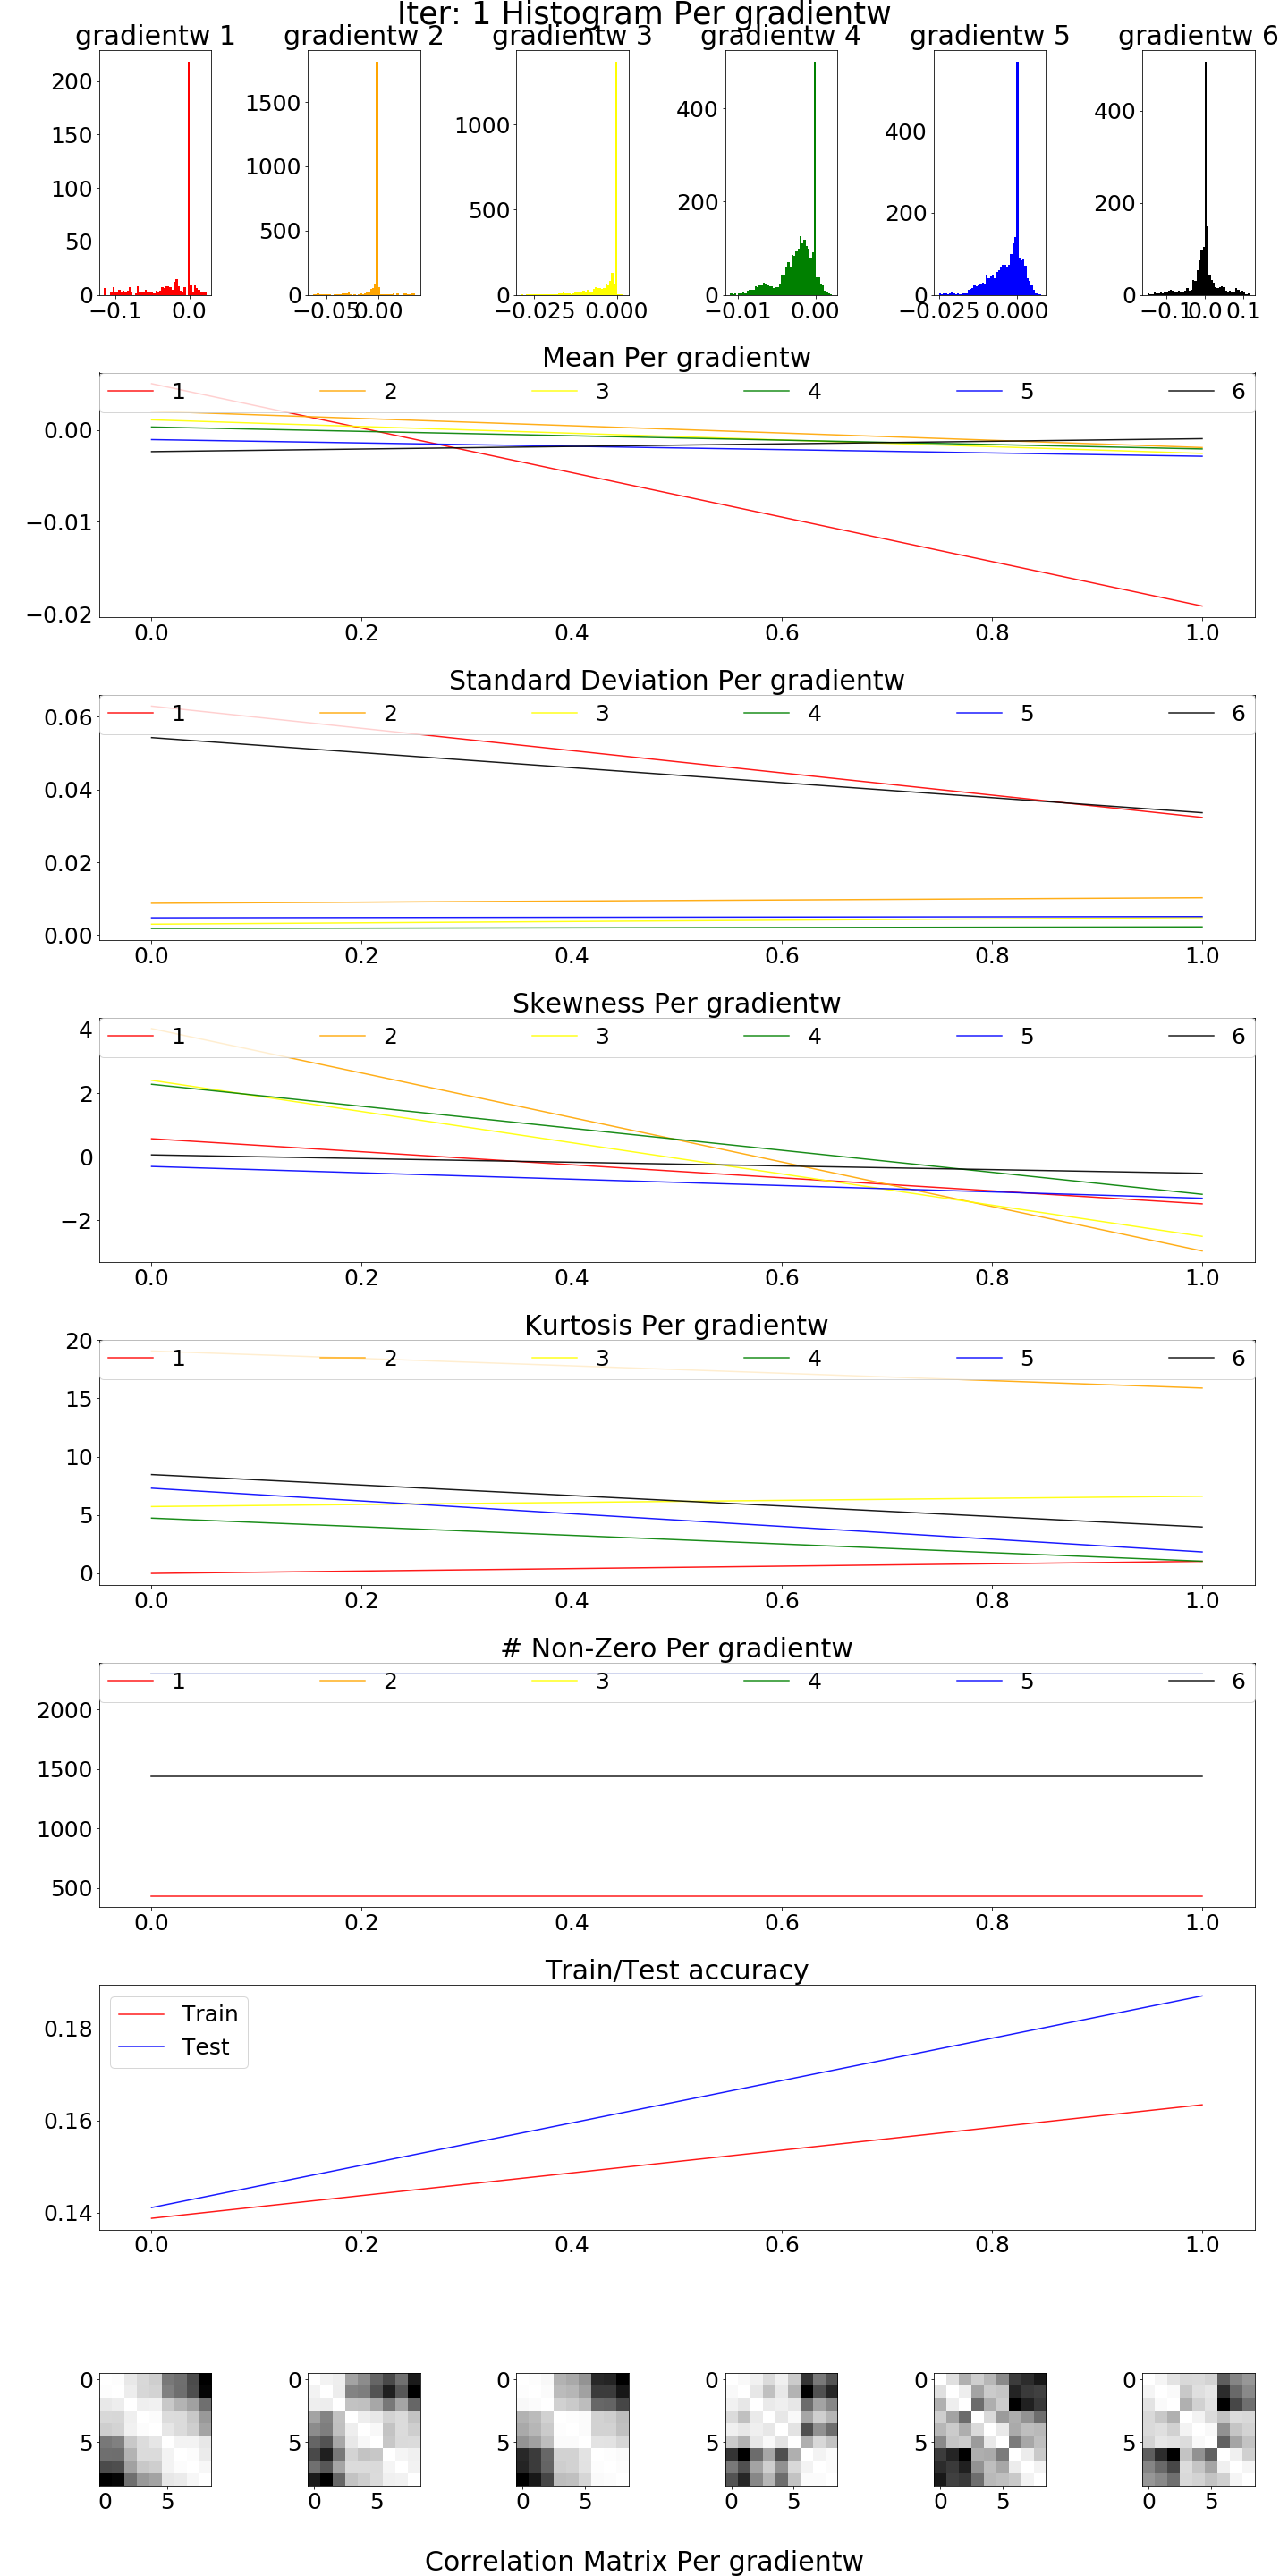 Iter: 1 Histogram Per gradientw
gradientw 1 gradientw 2 gradientw 3 gradientw 4 gradientw 5 gradientw 6
200
150
100
50
0
−0.1 0.0
1500
1000
500
0
−0.05 0.00
1000
500
0
−0.025 0.000
400
200
0
−0.01 0.00
400
200
0
−0.025 0.000
400
200
0
−0.1 0.0 0.1
Mean Per gradientw
1 2 3 4 5 6
0.00
−0.01
−0.02
0.0 0.2 0.4 0.6 0.8 1.0
Standard Deviation Per gradientw
1 2 3 4 5 6
0.06
0.04
0.02
0.00
0.0 0.2 0.4 0.6 0.8 1.0
Skewness Per gradientw
1 2 3 4 5 6
4
2
0
−2
0.0 0.2 0.4 0.6 0.8 1.0
Kurtosis Per gradientw
1 2 3 4 5 6
20
15
10
5
0
0.0 0.2 0.4 0.6 0.8 1.0
# Non-Zero Per gradientw
1 2 3 4 5 6
2000
1500
1000
500
0.0 0.2 0.4 0.6 0.8 1.0
Train/Test accuracy
Train
Test
0.18
0.16
0.14
0.0 0.2 0.4 0.6 0.8 1.0
0 0 0 0 0 0
5 5 5 5 5 5
0 5 0 5 0 5 0 5 0 5 0 5
Correlation Matrix Per gradientw